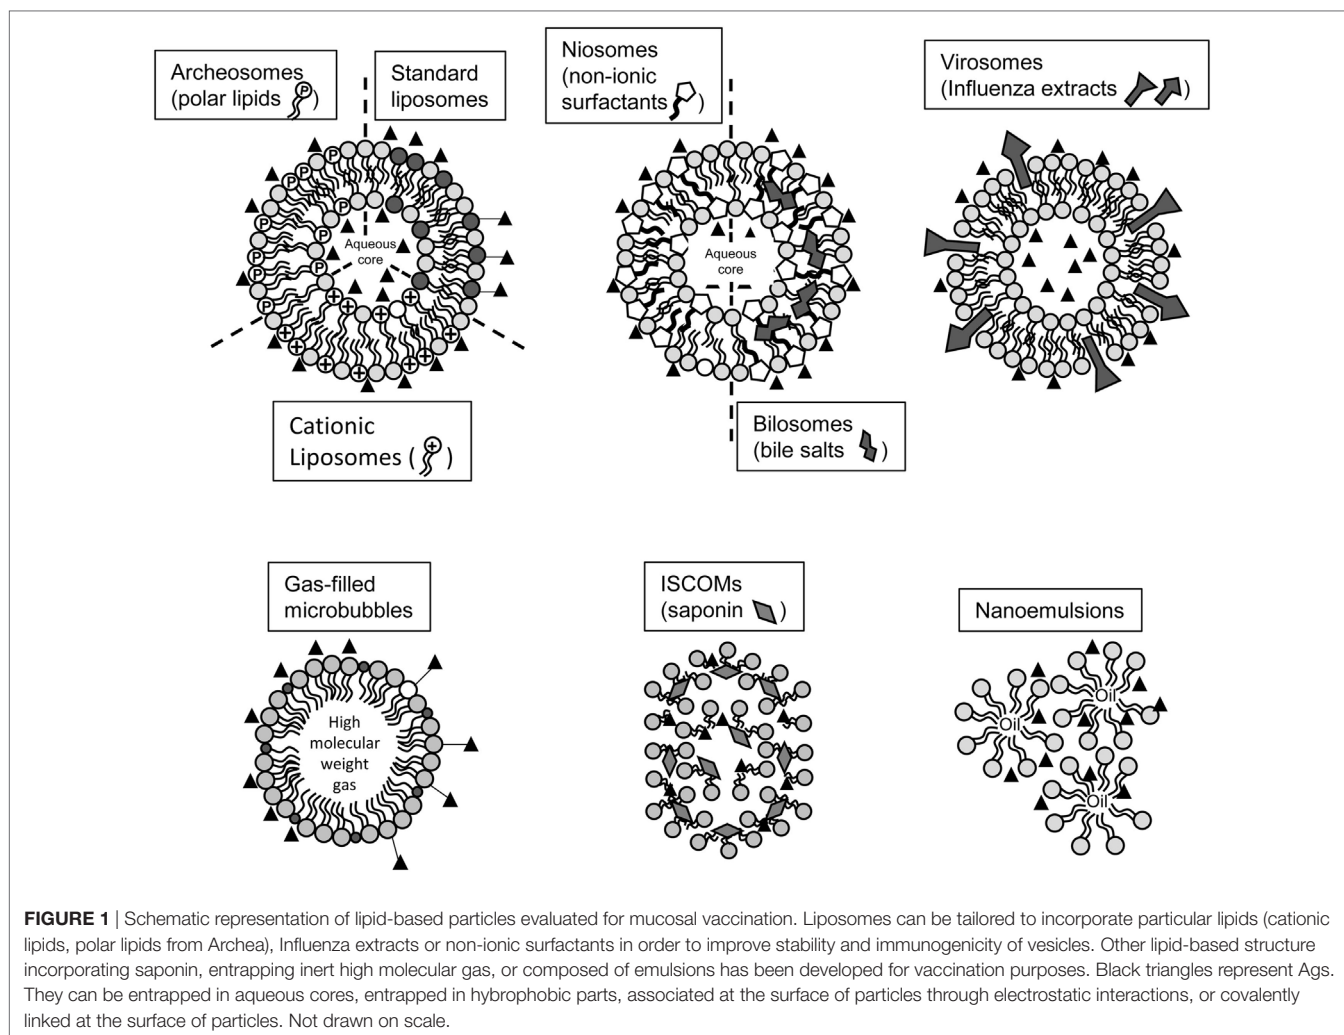 Archeosomes
(polar lipids P )
Standard
liposomes
Niosomes
(non-ionic
surfactants )
Virosomes
(Influenza extracts )
P
P
P
P
P
P
P
P
P
P
P
Aqueous
core
+
+
+
+
+
+
+
+
+
+
Aqueous
core
Cationic
Liposomes ( + )
Bilosomes
(bile salts )
Gas-filled
microbubbles
ISCOMs
(saponin )
Nanoemulsions
High
molecular
weight
gas
Oil
Oil
Oil
FIGURE 1 | Schematic representation of lipid-based particles evaluated for mucosal vaccination. Liposomes can be tailored to incorporate particular lipids (cationic
lipids, polar lipids from Archea), Influenza extracts or non-ionic surfactants in order to improve stability and immunogenicity of vesicles. Other lipid-based structure
incorporating saponin, entrapping inert high molecular gas, or composed of emulsions has been developed for vaccination purposes. Black triangles represent Ags.
They can be entrapped in aqueous cores, entrapped in hybrophobic parts, associated at the surface of particles through electrostatic interactions, or covalently
linked at the surface of particles. Not drawn on scale.